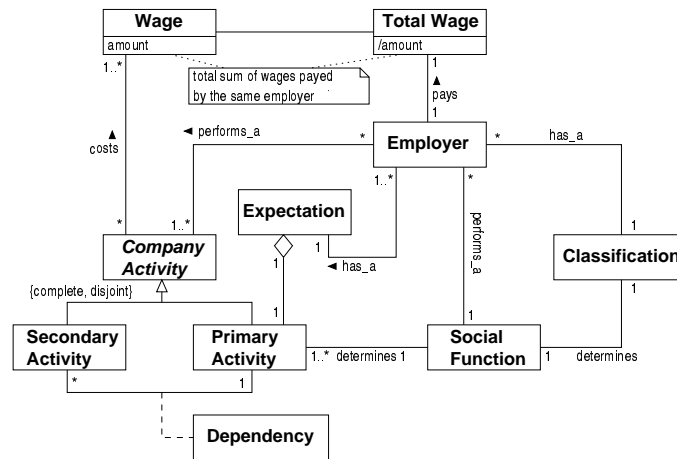 Wage
Total Wage
amount
/amount
1..*
total sum of wages payed
by the same employer
1
pays
1
costs
performs_a
*
Employer
*
has_a
1..*
*
Expectation
performs_a
*
1..*
1
has_a
1
Company
Activity
Classification
1
1
1
{complete, disjoint}
1
Secondary
Activity
Primary
Activity
Social
Function
1..*
determines 1
1
determines
*
1
Dependency